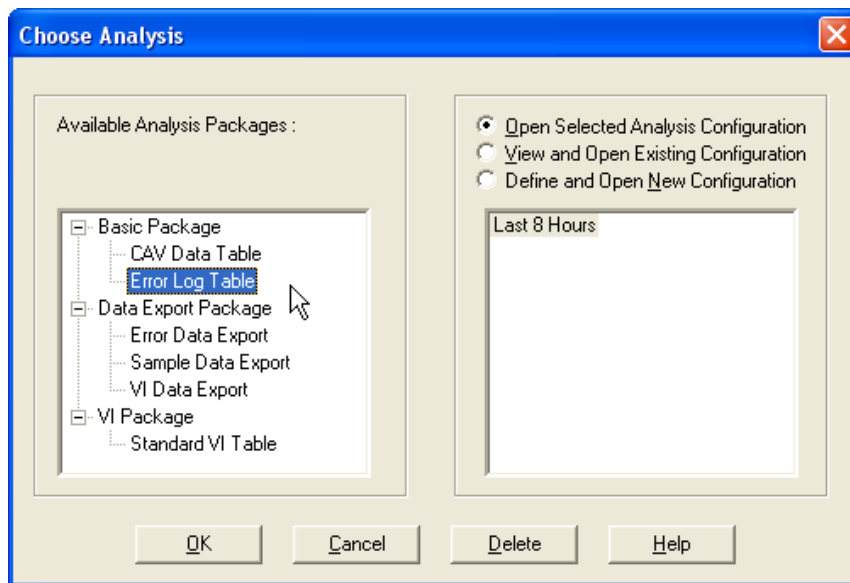 Choose Analysis
Available Analysis Packages :
Basic Package
CAV Data Table
Error Log Table
Data Export Package
Error Data Export
Sample Data Export
VI Data Export
VI Package
Standard VI Table
Open Selected Analysis Configuration
View and Open Existing Configuration
Define and Open New Configuration
Last 8 Hours
OK
Cancel
Delete
Help